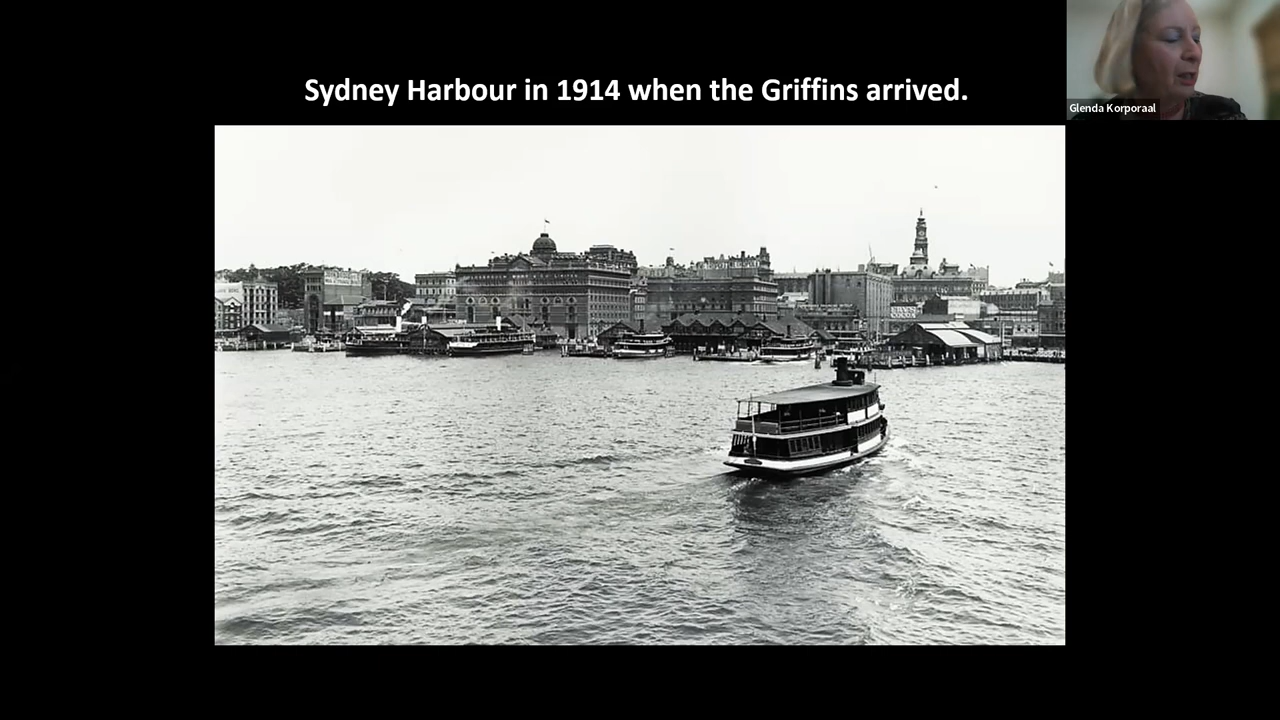 Sydney Harbour in 1914 when the Griffins arrived.
Glenda Korporaal